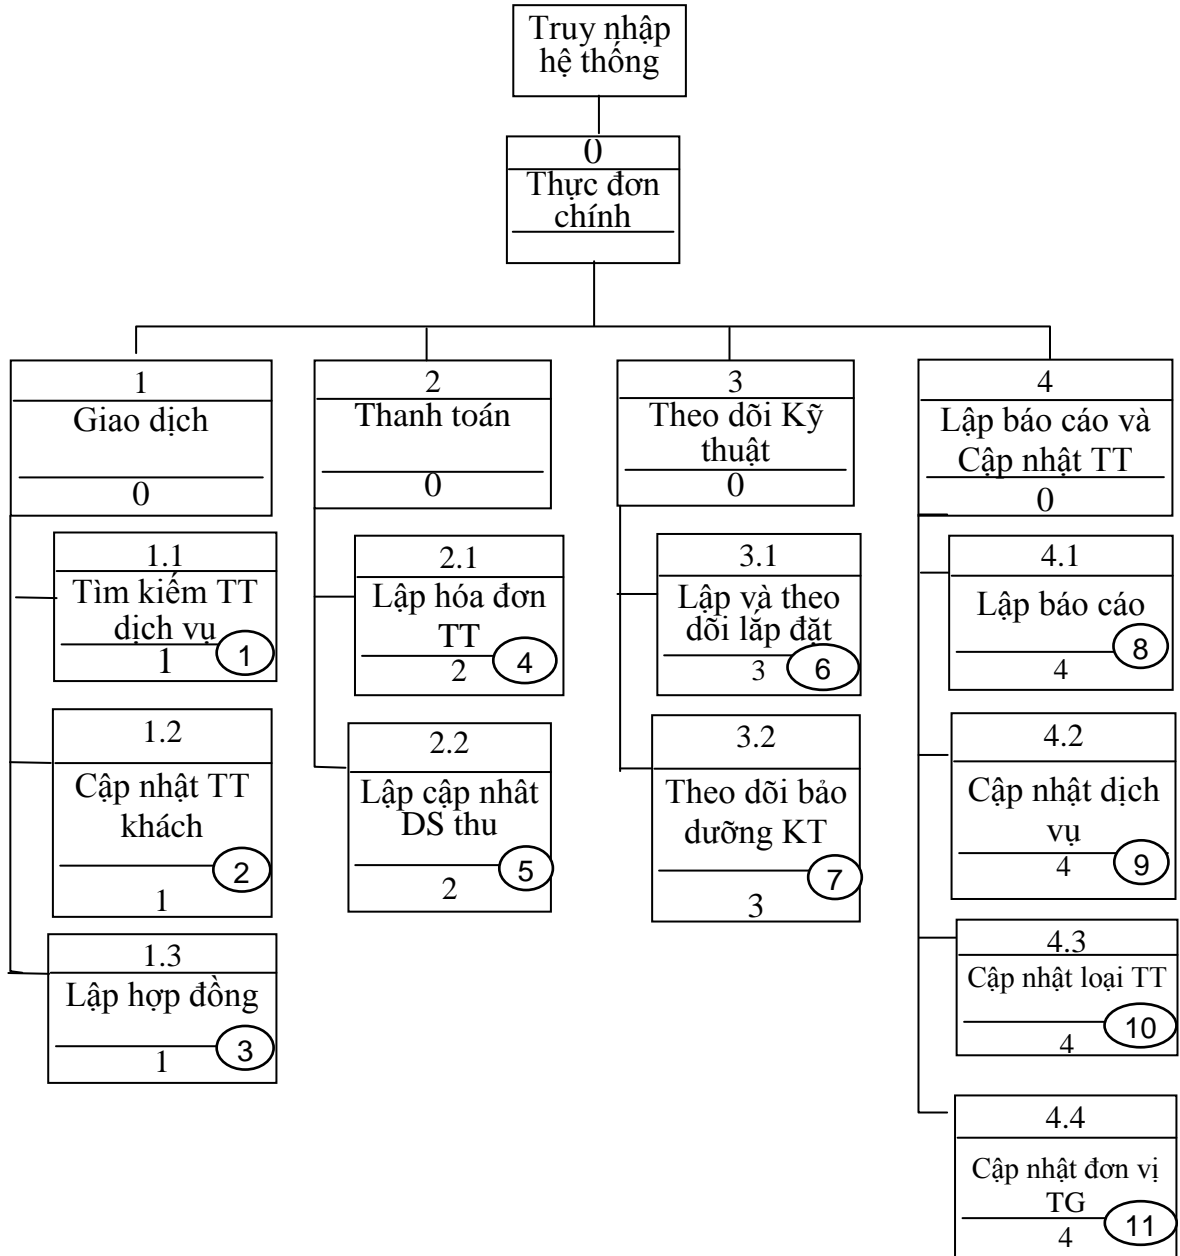 Truy nhập
hệ thống
0
Thực đơn
chính
1
Giao dịch
0
2
Thanh toán
0
3
Theo dõi Kỹ
thuật
0
4
Lập báo cáo và
Cập nhật TT
0
1.1
Tìm kiếm TT
dịch vụ
1
1
1.2
Cập nhật TT
khách
2
1
1.3
Lập hợp đồng
3
1
2.1
Lập hóa đơn
TT
4
2
2.2
Lập cập nhât
DS thu
5
2
3.1
Lập và theo
dõi lắp đặt
6
3
3.2
Theo dõi bảo
dưỡng KT
7
3
4.1
Lập báo cáo
8
4
4.2
Cập nhật dịch
vụ
9
4
4.3
Cập nhật loại TT
10
4
4.4
Cập nhật đơn vị
TG
11
4